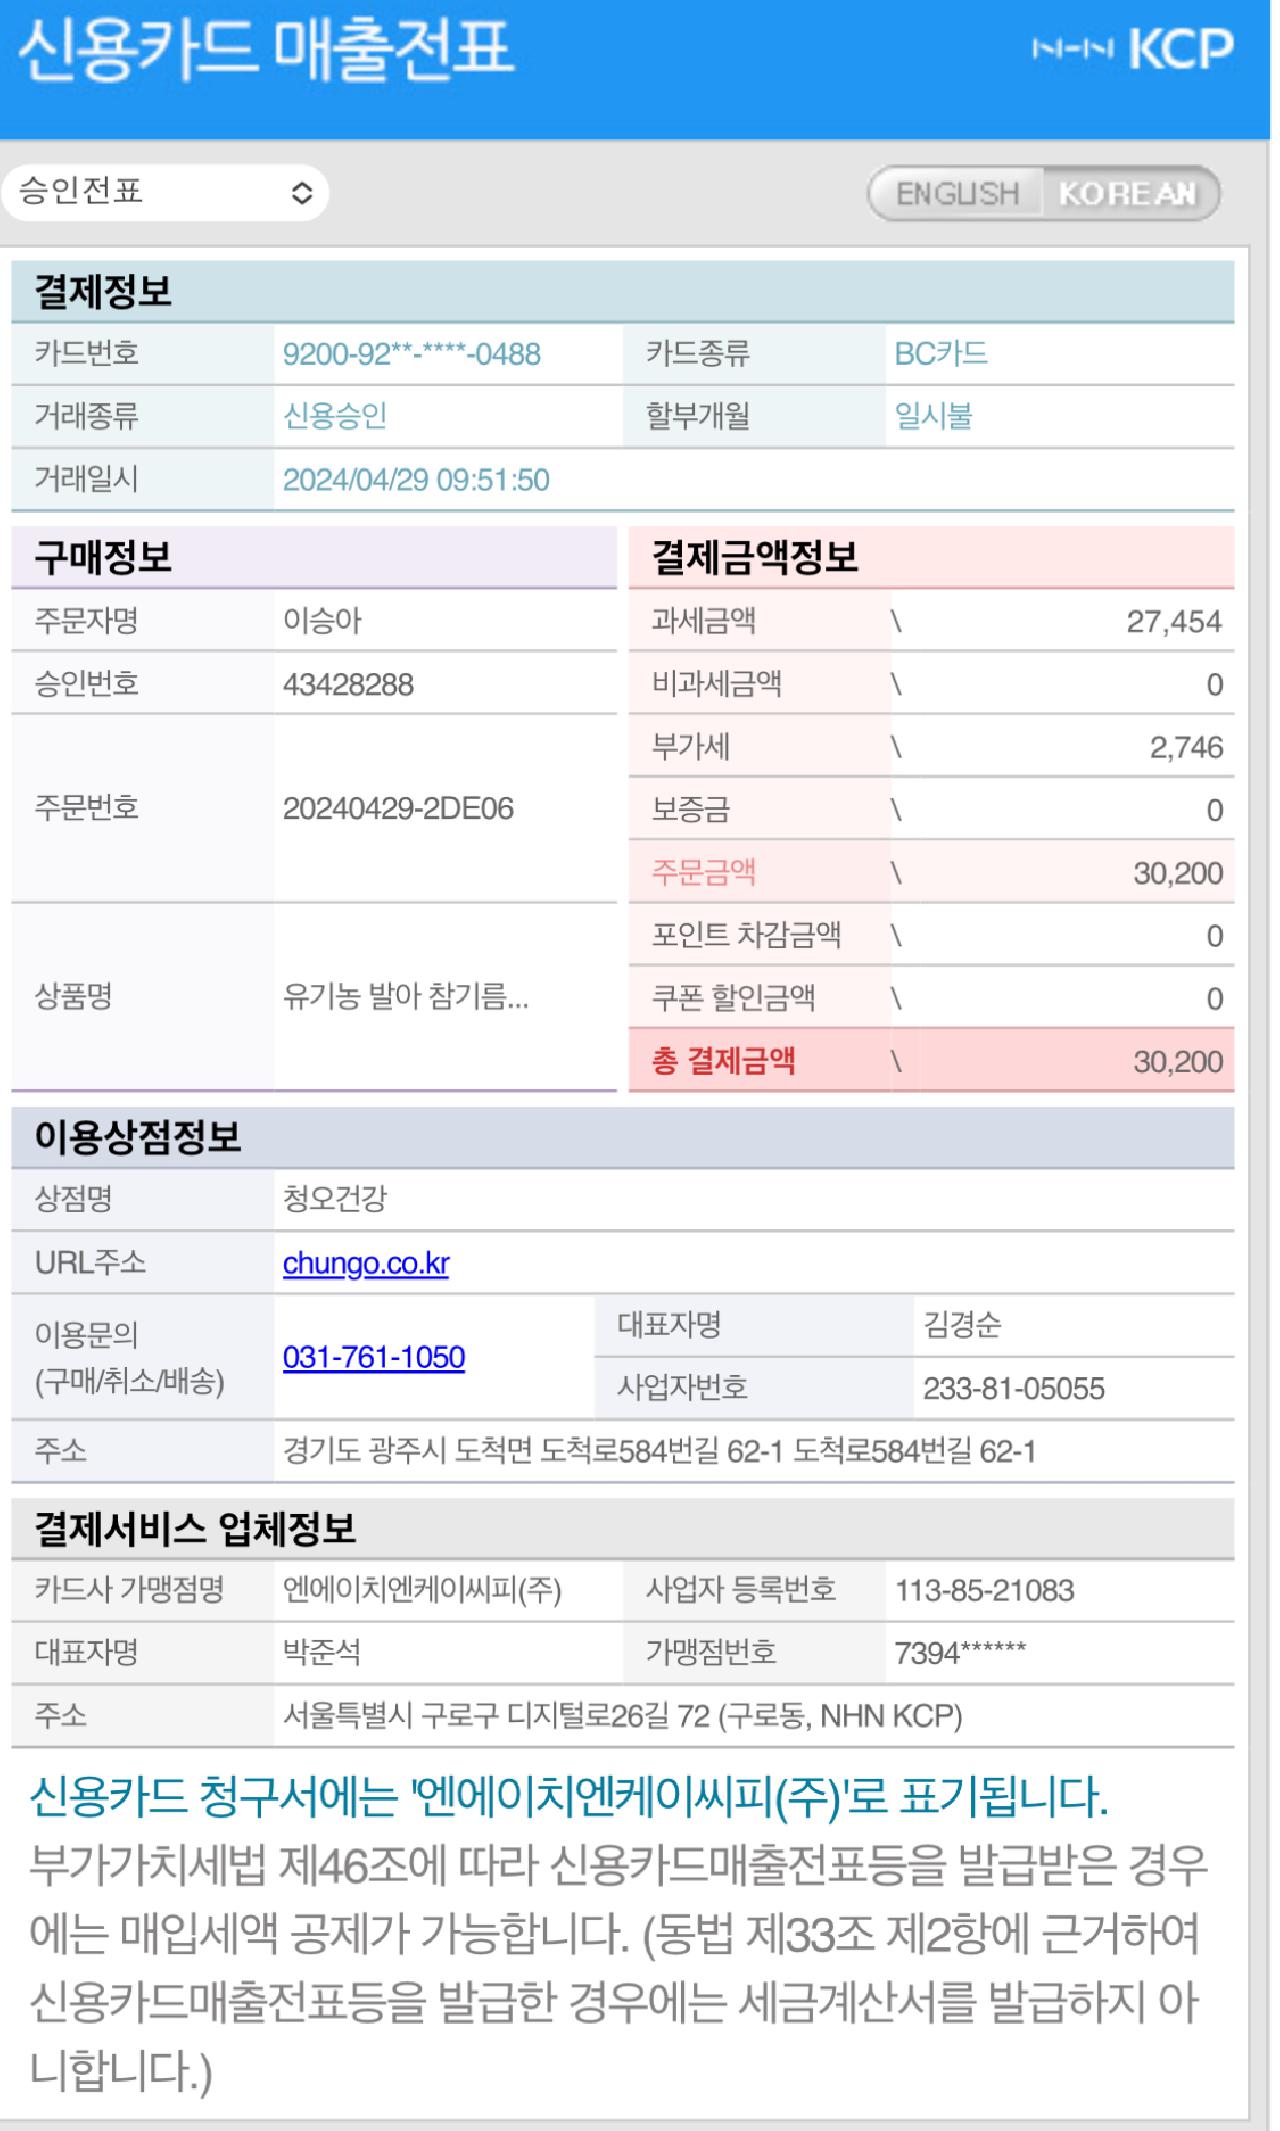 신용카드 매출전표
NHN KCP
승인전표
ENGLISH KOREAN
결제정보
카드번호 9200-92**-****-0488 카드종류 BC카드
거래종류 신용승인 할부개월 일시불
거래일시 2024/04/29 09:51:50
구매정보
주문자명 이승아
승인번호 43428288
주문번호 20240429-2DE06
상품명 유기농 발아 참기름...
결제금액정보
과세금액 \ 27,454
비과세금액 \ 0
부가세 \ 2,746
보증금 \ 0
주문금액 \ 30,200
포인트 차감금액 \ 0
쿠폰 할인금액 \ 0
총 결제금액 \ 30,200
이용상점정보
상점명 청오건강
URL주소 chungo.co.kr
이용문의
(구매/취소/배송)
031-761-1050
대표자명 김경순
사업자번호 233-81-05055
주소 경기도 광주시 도척면 도척로584번길 62-1 도척로584번길 62-1
결제서비스 업체정보
카드사 가맹점명 엔에이치엔케이씨피(주) 사업자 등록번호 113-85-21083
대표자명 박준석 가맹점번호 7394******
주소 서울특별시 구로구 디지털로26길 72 (구로동, NHN KCP)
신용카드 청구서에는 '엔에이치엔케이씨피(주)'로 표기됩니다.
부가가치세법 제46조에 따라 신용카드매출전표등을 발급받은 경우
에는 매입세액 공제가 가능합니다. (동법 제33조 제2항에 근거하여
신용카드매출전표등을 발급한 경우에는 세금계산서를 발급하지 아
니합니다.)